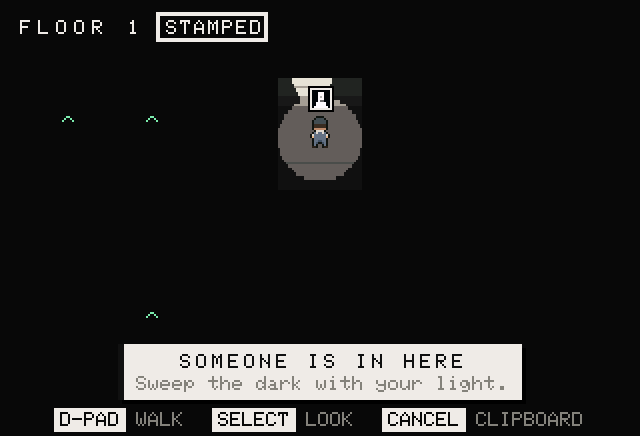 FLOOR 1 STAMPED
SOMEONE IS IN HERE
Sweep the dark with your light.
D-PAD WALK SELECT LOOK CANCEL CLIPBOARD